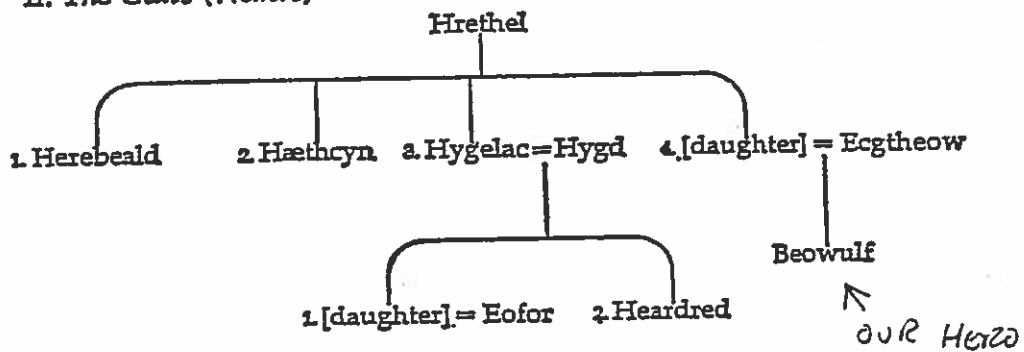 Hrethel
1. Herebeald 2. Hæthcyn 3. Hygelac=Hygd 4. [daughter] = Ecgtheow
Beowulf
1. [daughter] = Eofor 2. Heardred
OUR Hero